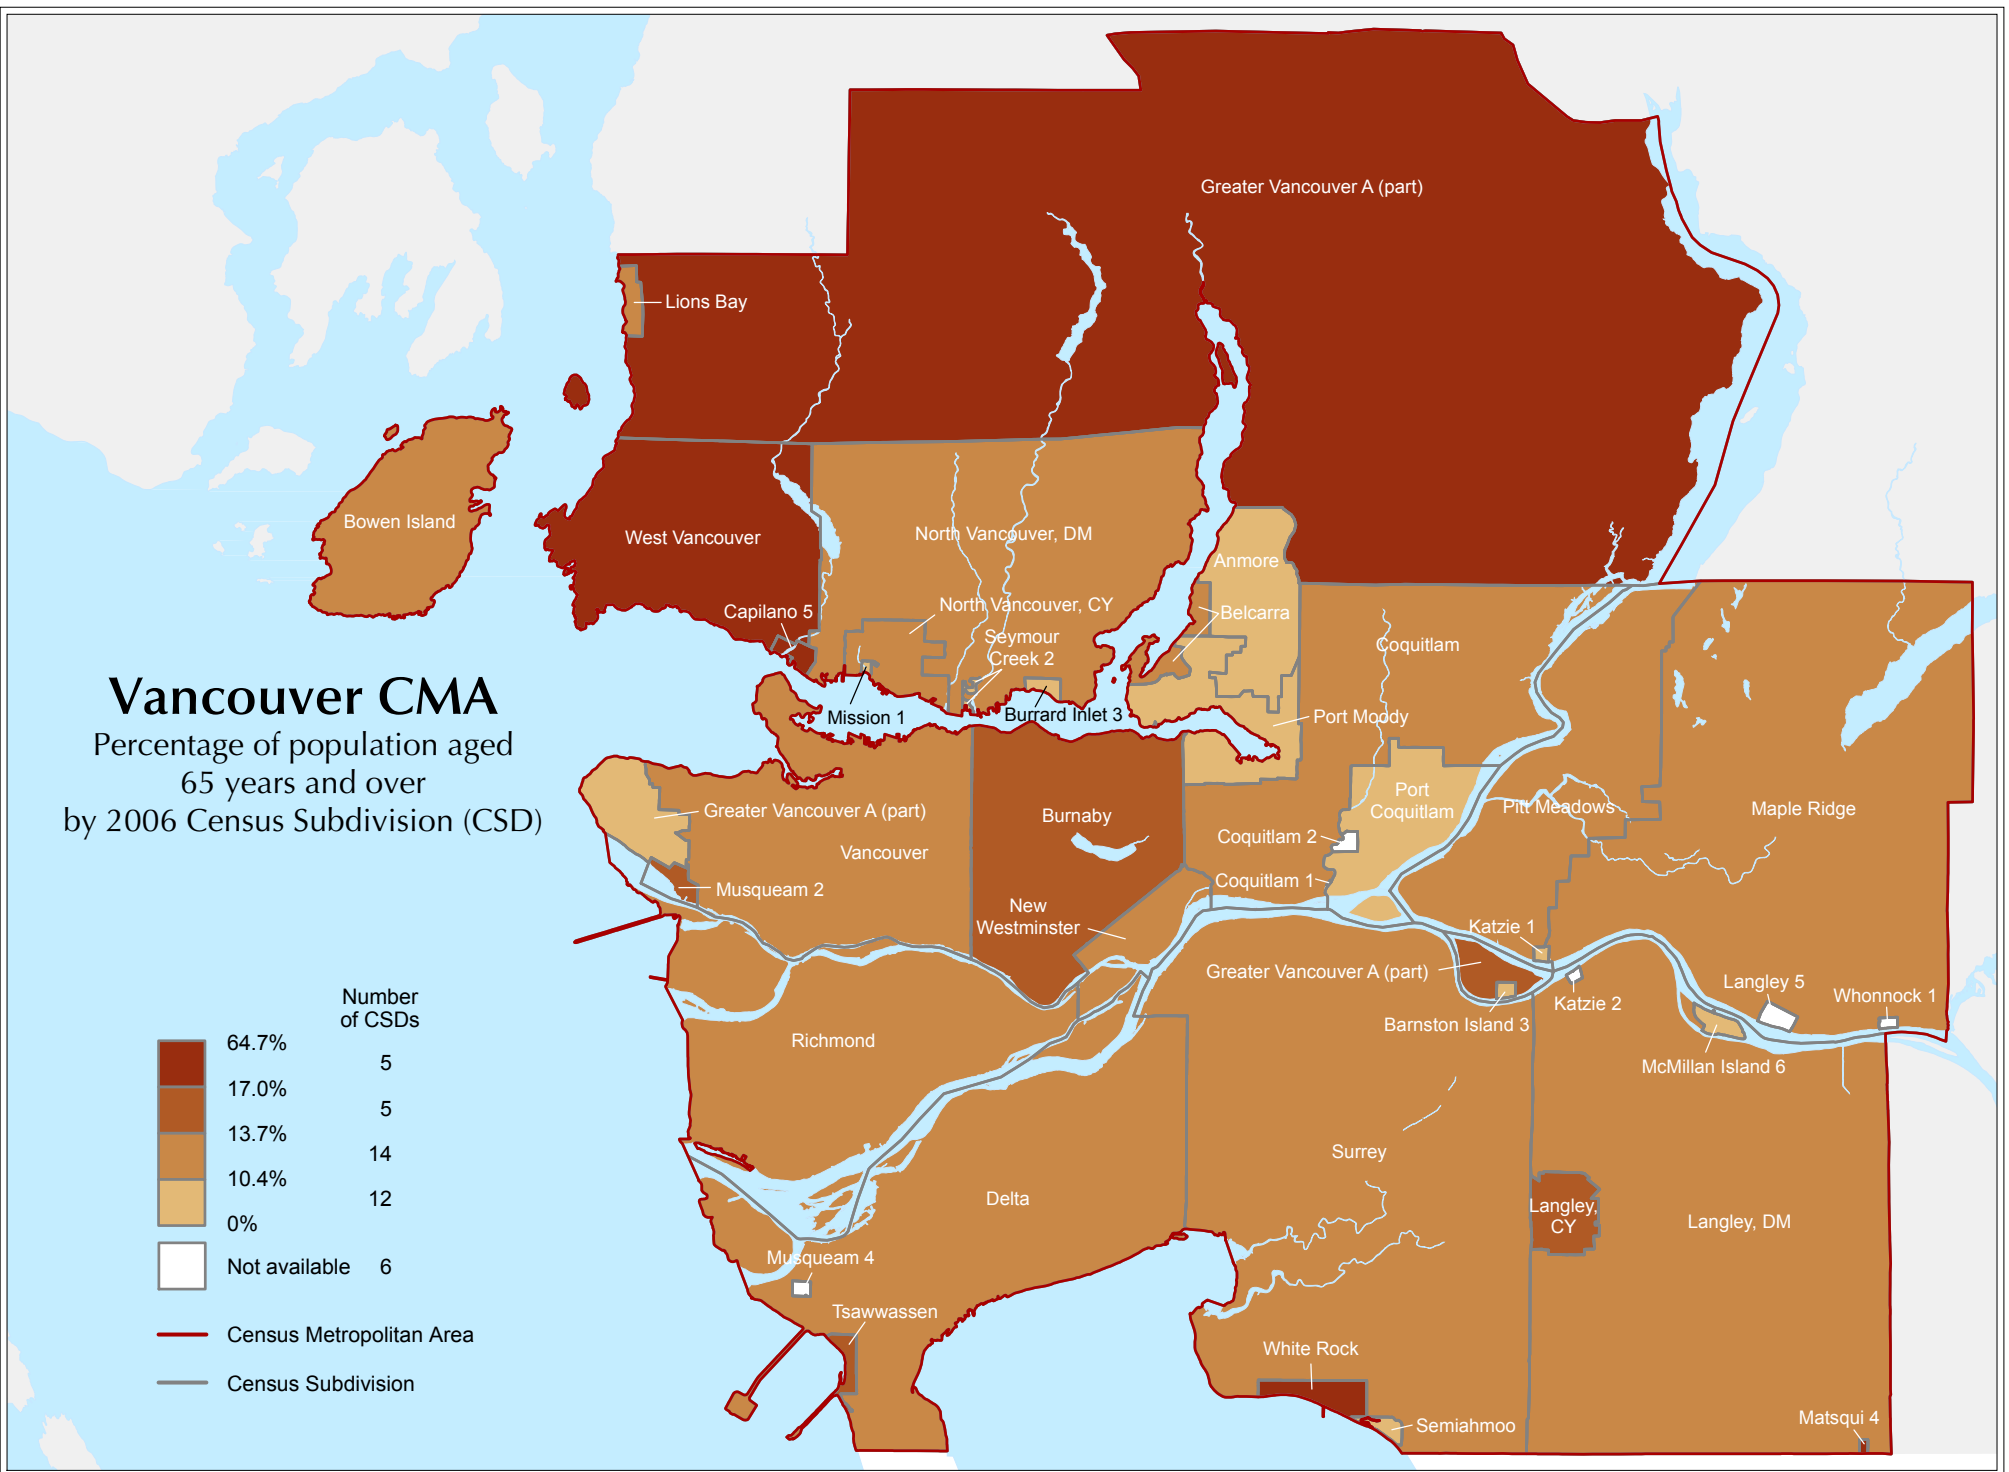 Greater Vancouver A (part)
Lions Bay
Bowen Island
West Vancouver
North Vancouver, DM
Anmore
Capilano 5
North Vancouver, CY
Belcarra
Seymour
Creek 2
Coquitlam
Mission 1
Burrard Inlet 3
Port Moody
Vancouver CMA
Percentage of population aged
65 years and over
by 2006 Census Subdivision (CSD)
Greater Vancouver A (part)
Vancouver
Burnaby
Port
Coquitlam
Pitt Meadows
Maple Ridge
Coquitlam 2
Coquitlam 1
Musqueam 2
New
Westminster
Katzie 1
Greater Vancouver A (part)
Katzie 2
Langley 5
Whonnock 1
Barnston Island 3
McMillan Island 6
Richmond
Surrey
Delta
Langley,
CY
Langley, DM
Musqueam 4
Tsawwassen
White Rock
Semiahmoo
Matsqui 4
Number
of CSDs
64.7%
5
17.0%
5
13.7%
14
10.4%
12
0%
Not available 6
Census Metropolitan Area
Census Subdivision